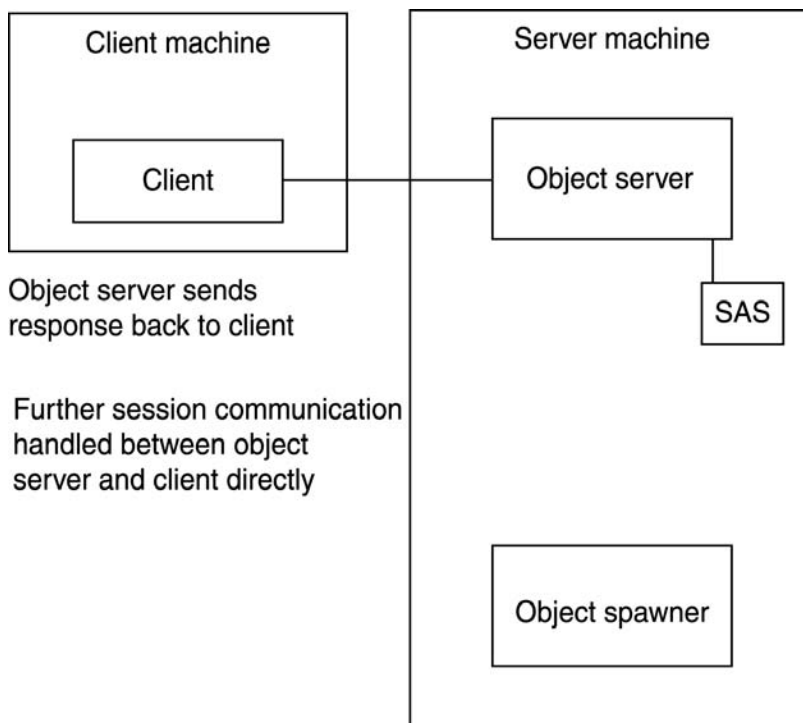 Client machine
Server machine
Client
Object server
SAS
Object server sends
response back to client
Further session communication
handled between object
server and client directly
Object spawner